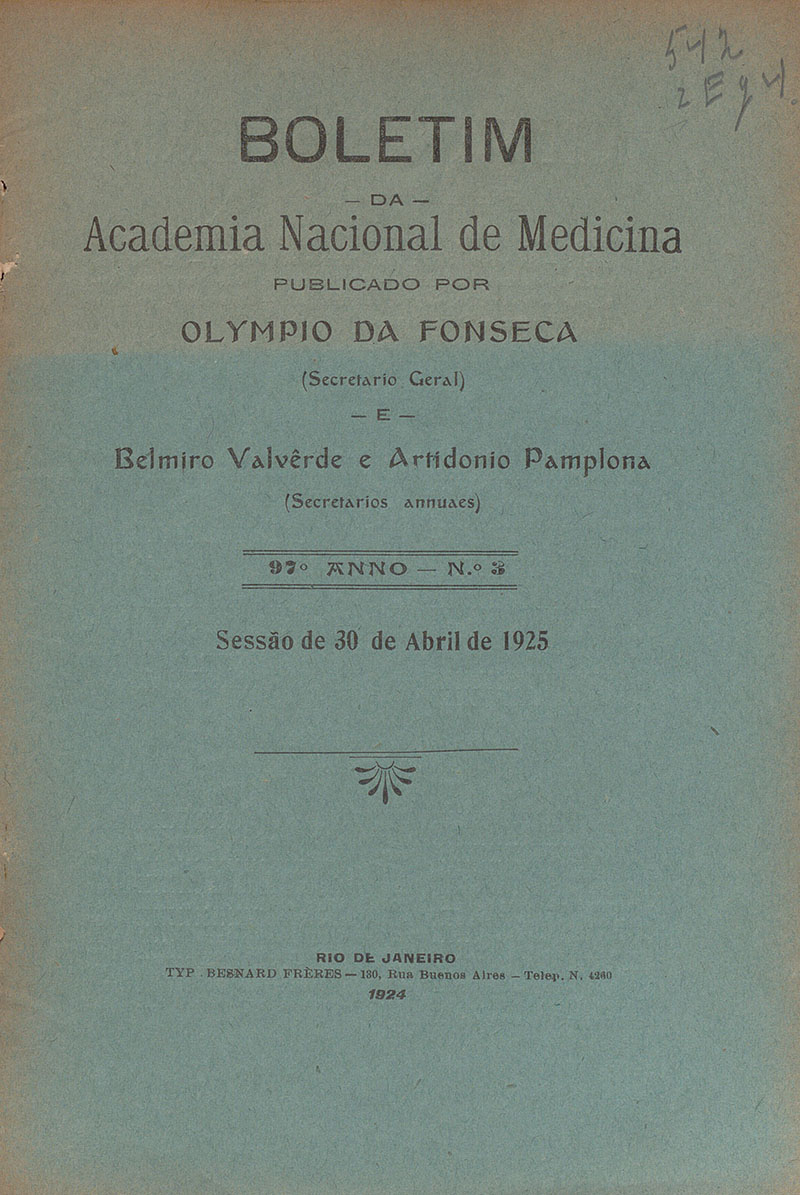 542
BOLETIM
— DA —
Academia Nacional de Medicina
PUBLICADO POR
OLYMPIO DA FONSECA
(Secretario Geral)
— E —
Belmiro Valvêrde e Artidonio Pamplona
(Secretarios annuaes)
97º ANNO — N.º 3
Sessão de 30 de Abril de 1925
RIO DE JANEIRO
TYP. BESNARD FRÈRES — 130, Rua Buenos Aires — Telep. N. 4260
1924